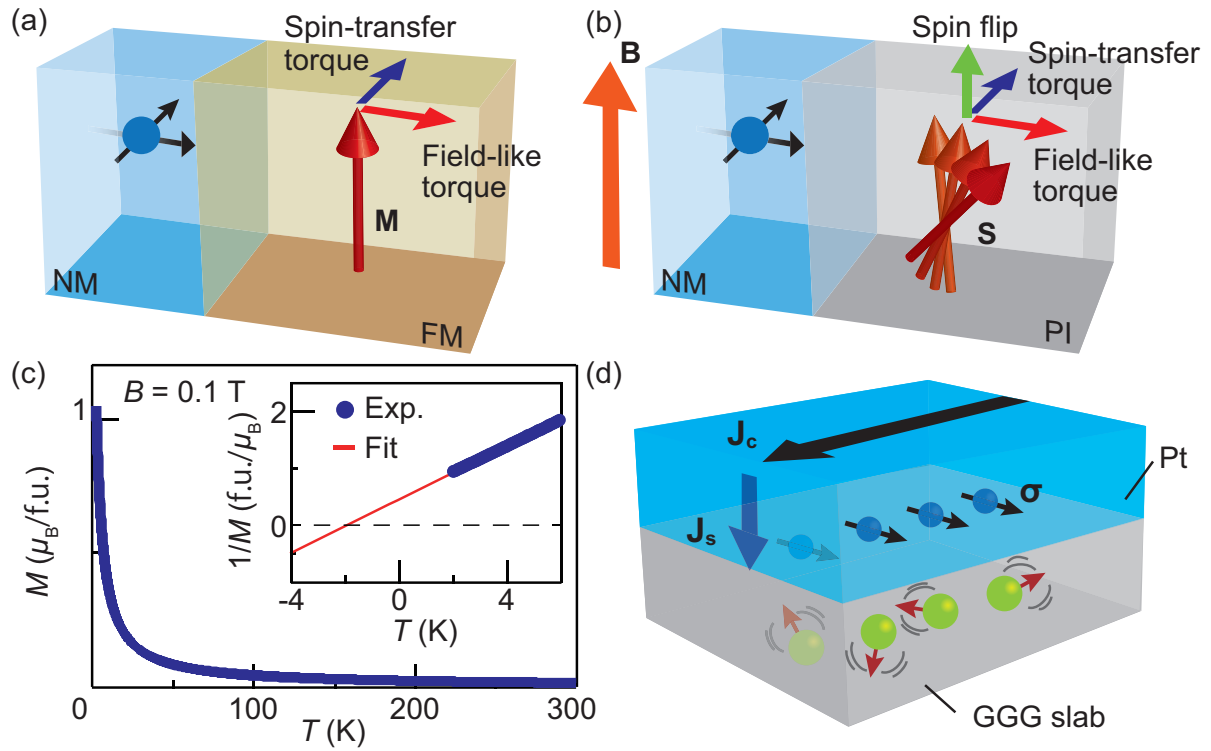 (a)
Spin-transfer
torque
Field-like
torque
M
NM
FM
(b)
B
Spin flip
Spin-transfer
torque
Field-like
torque
S
NM
PI
(c)
B = 0.1 T
1
M (μB/f.u.)
0
100
200
300
T (K)
Exp.
Fit
2
0
1/M (f.u./μB)
-4
0
4
T (K)
(d)
Jc
Js
σ
Pt
GGG slab